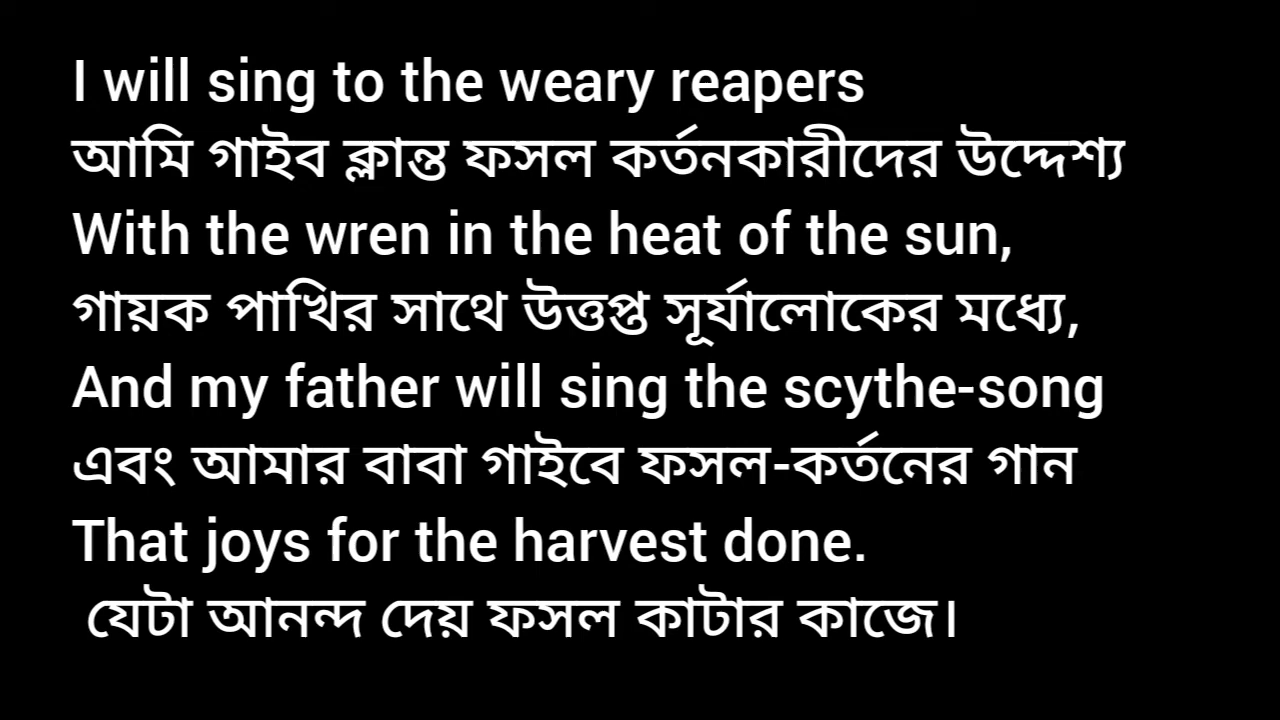 I will sing to the weary reapers
আমি গাইব ক্লান্ত ফসল কর্তনকারীদের উদ্দেশ্য
With the wren in the heat of the sun,
গায়ক পাখির সাথে উত্তপ্ত সূর্যালোকের মধ্যে,
And my father will sing the scythe-song
এবং আমার বাবা গাইবে ফসল-কর্তনের গান
That joys for the harvest done.
যেটা আনন্দ দেয় ফসল কাটার কাজে।